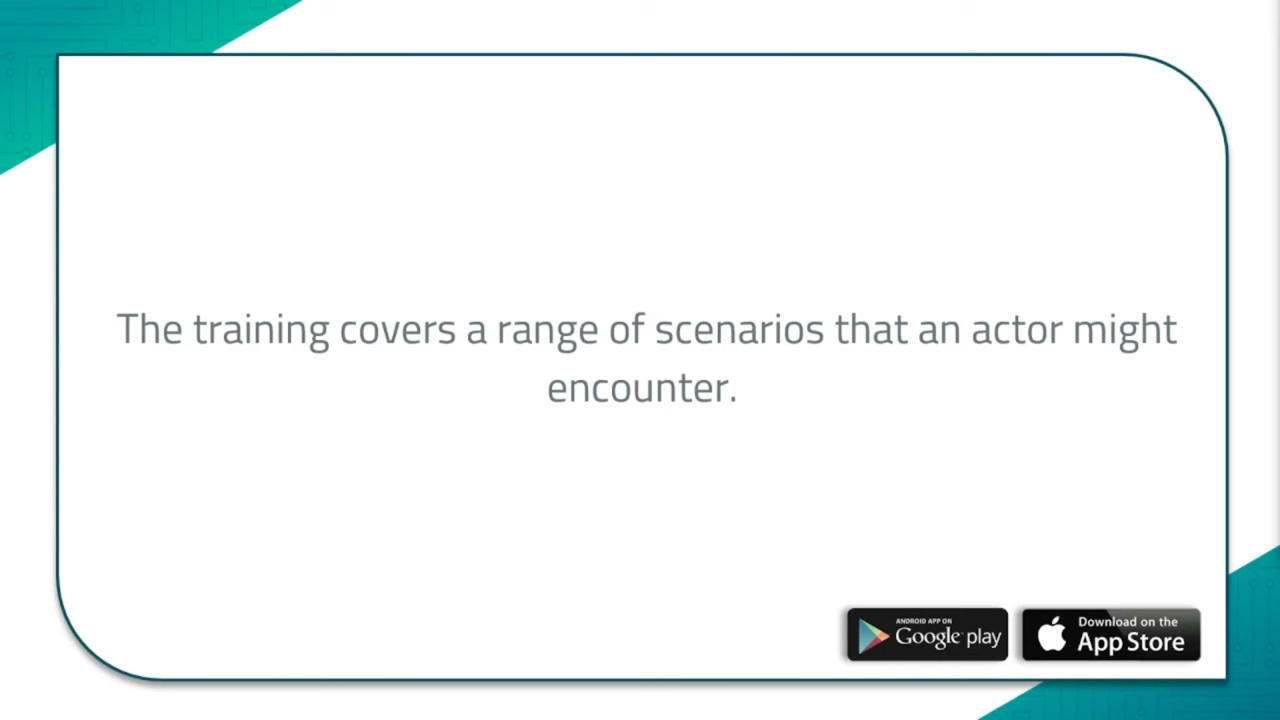 The training covers a range of scenarios that an actor might
encounter.
ANDROID APP ON
Google play
Download on the
App Store